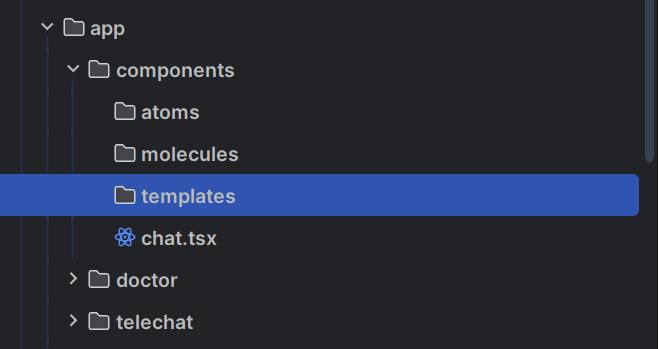 app
components
atoms
molecules
templates
chat.tsx
doctor
telechat